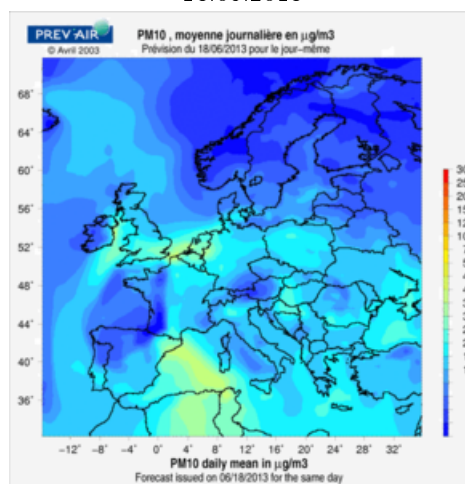 PREV'AIR
© Avril 2003
PM10 , moyenne journalière en µg/m3
Prévision du 18/06/2013 pour le jour−même
68°
64°
60°
56°
52°
48°
44°
40°
36°
−12° −8° −4° 0° 4° 8° 12° 16° 20° 24° 28° 32°
PM10 daily mean in µg/m3
Forecast issued on 06/18/2013 for the same day